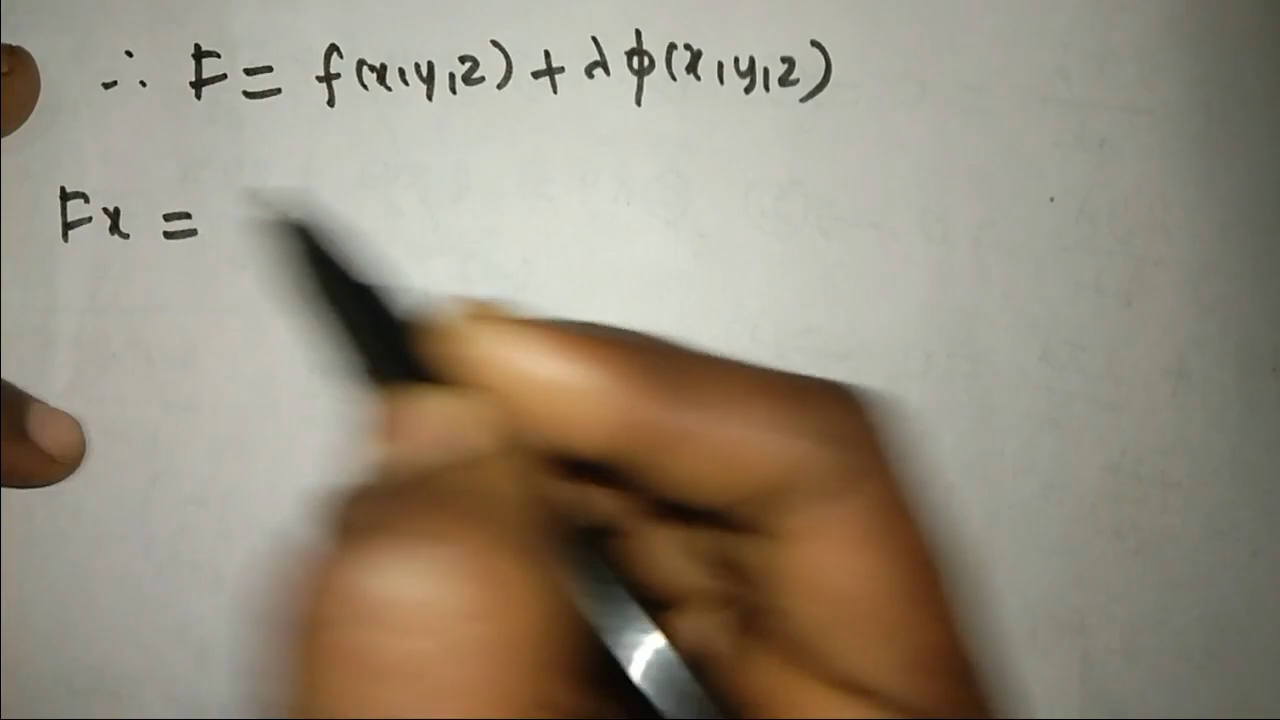 ∴ F = f(x,y,z) + λ φ(x,y,z)
Fx =